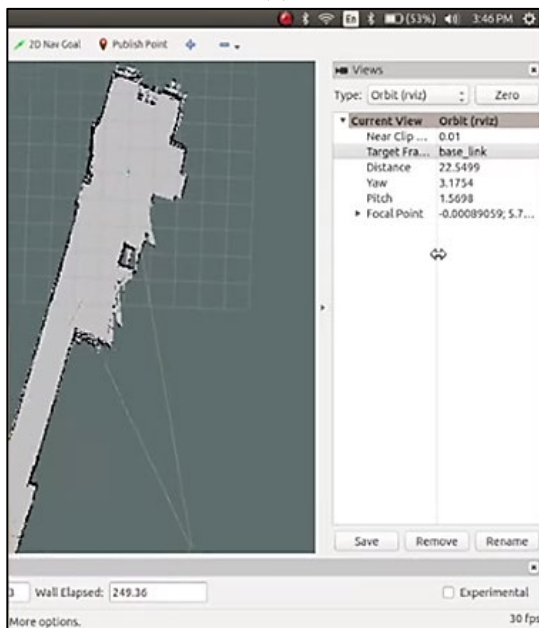 En (53%) 3:46 PM
2D Nav Goal Publish Point
Views
Type: Orbit (rviz) Zero
Current View Orbit (rviz)
Near Clip ... 0.01
Target Fra... base_link
Distance 22.5499
Yaw 3.1754
Pitch 1.5698
Focal Point -0.00089059; 5.7...
Save Remove Rename
Wall Elapsed: 249.36 Experimental
More options. 30 fps